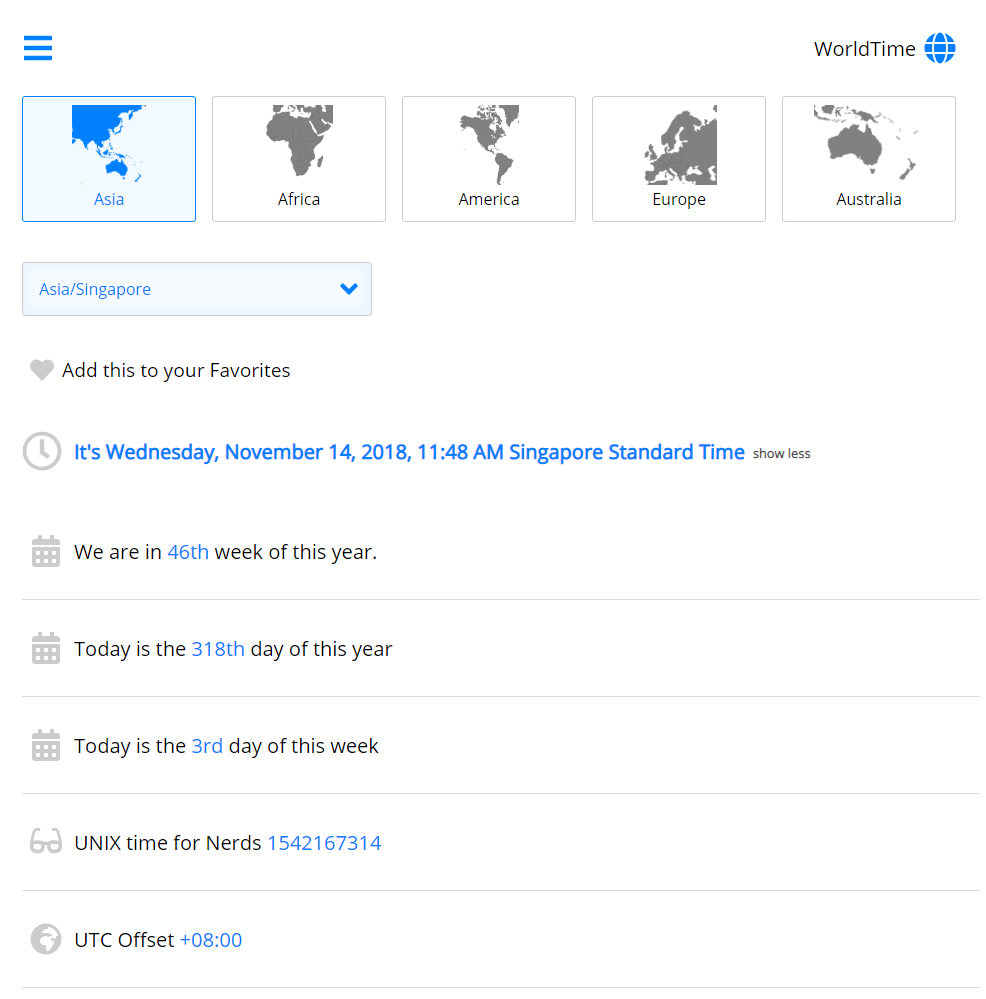 WorldTime
Asia
Africa
America
Europe
Australia
Asia/Singapore
Add this to your Favorites
It's Wednesday, November 14, 2018, 11:48 AM Singapore Standard Time show less
We are in 46th week of this year.
Today is the 318th day of this year
Today is the 3rd day of this week
UNIX time for Nerds 1542167314
UTC Offset +08:00